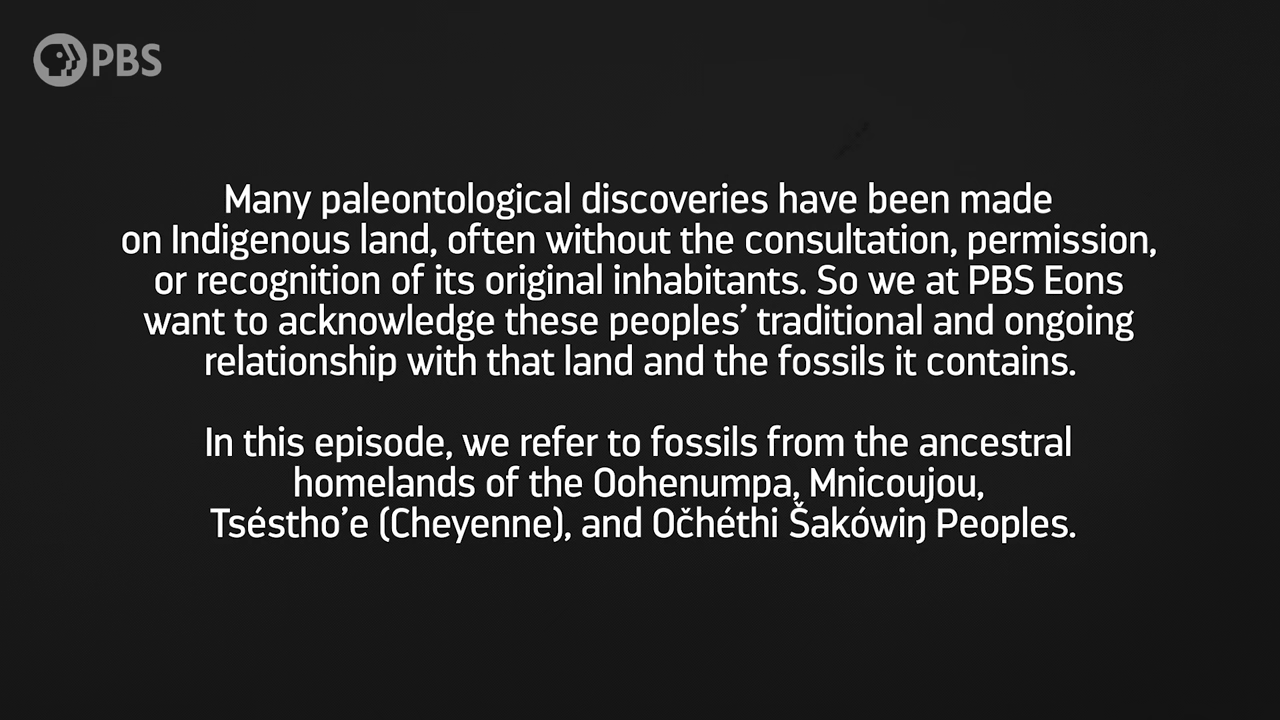 PBS
Many paleontological discoveries have been made
on Indigenous land, often without the consultation, permission,
or recognition of its original inhabitants. So we at PBS Eons
want to acknowledge these peoples’ traditional and ongoing
relationship with that land and the fossils it contains.
In this episode, we refer to fossils from the ancestral
homelands of the Oohenumpa, Mnicoujou,
Tséstho’e (Cheyenne), and Očhéthi Šakówiŋ Peoples.